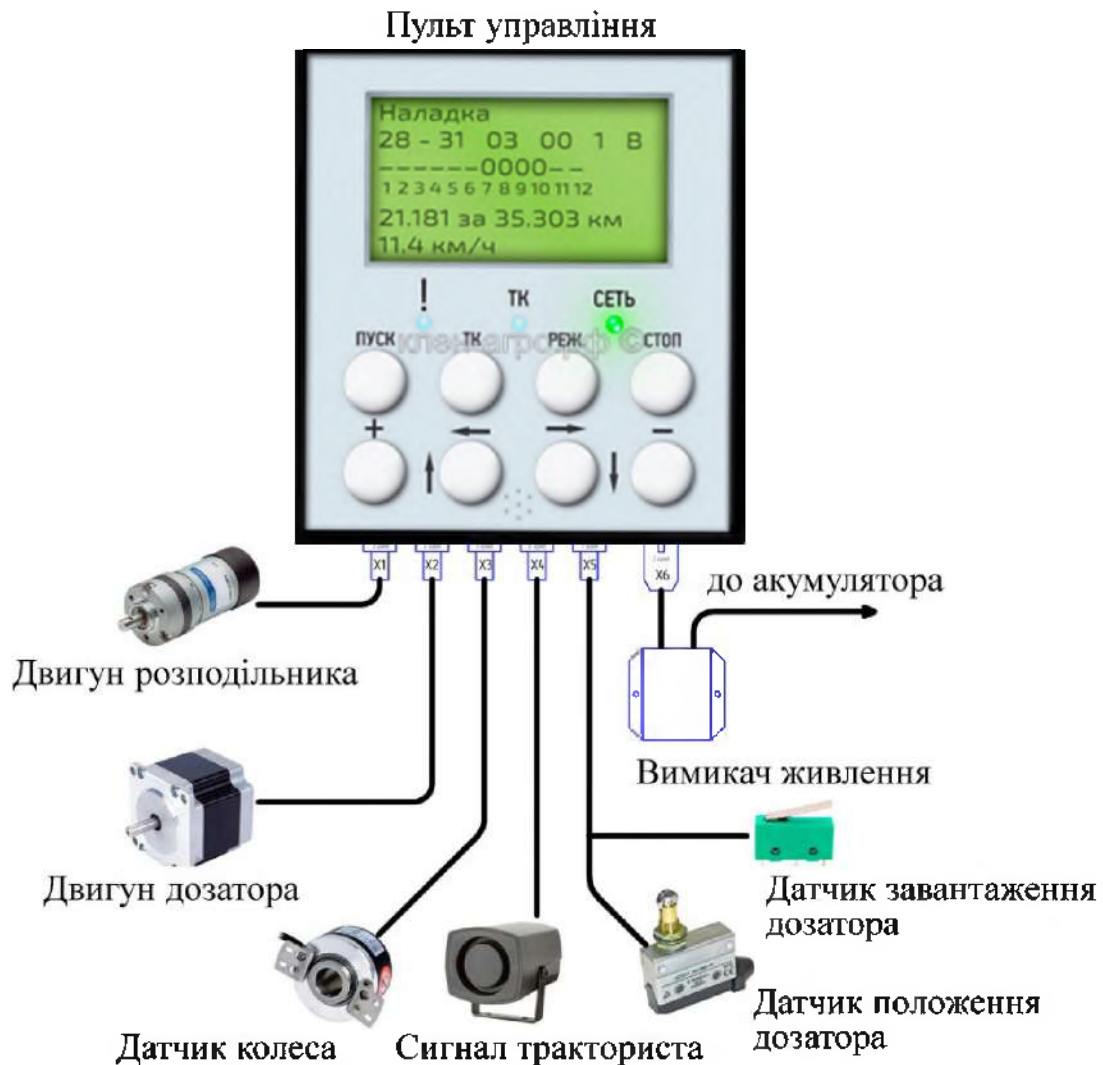 Пульт управління
Наладка
28 - 31 03 00 1 В
------0000--
1 2 3 4 5 6 7 8 9 10 11 12
21.181 за 35.303 км
11.4 км/ч
! ТК СЕТЬ
ПУСК ТК РЕЖ СТОП
клен-агро.рф ©
+ ← → −
↑ ↓
X1 X2 X3 X4 X5 X6
до акумулятора
Двигун розподільника
Вимикач живлення
Двигун дозатора
Датчик завантаження
дозатора
Датчик колеса
Сигнал тракториста
Датчик положення
дозатора